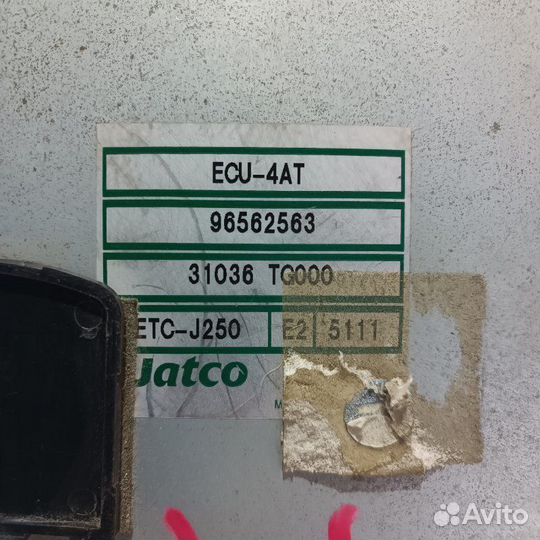 ECU-4AT
96562563
31036 TG000
ETC-J250 E2 5111
Jatco
M
Avito